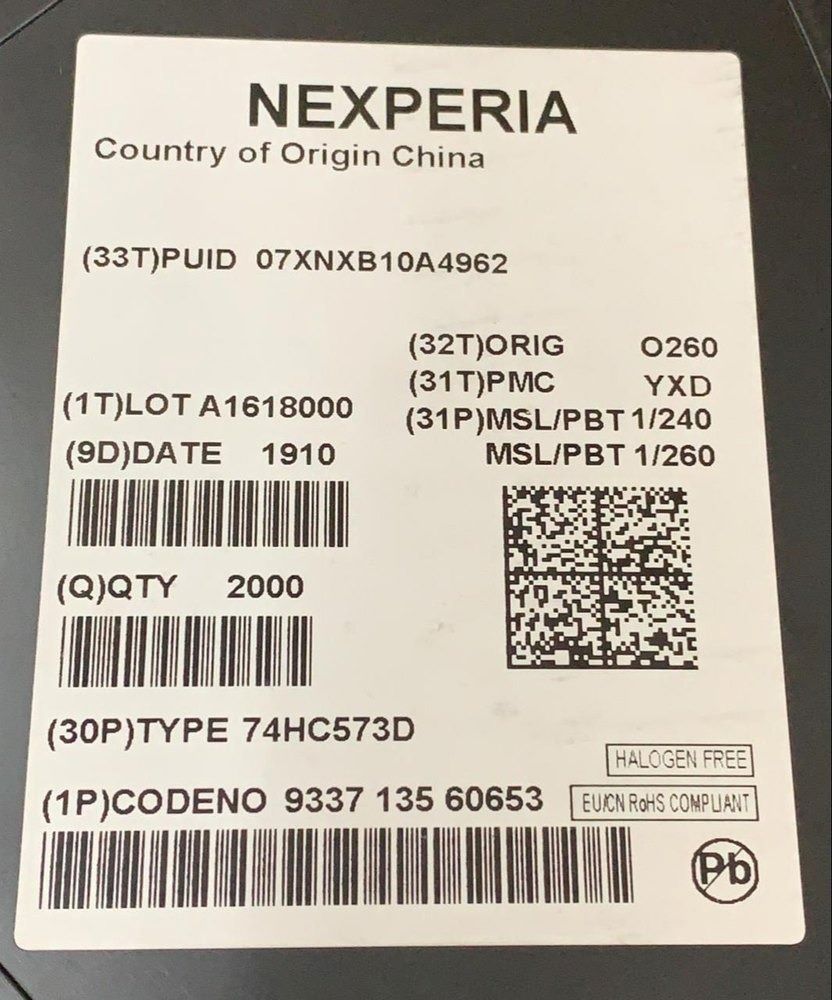 NEXPERIA
Country of Origin China
(33T)PUID 07XNXB10A4962
(32T)ORIG O260
(31T)PMC YXD
(1T)LOT A1618000
(31P)MSL/PBT 1/240
(9D)DATE 1910
MSL/PBT 1/260
(Q)QTY 2000
(30P)TYPE 74HC573D
HALOGEN FREE
(1P)CODENO 9337 135 60653
EU/CN RoHS COMPLIANT
Pb